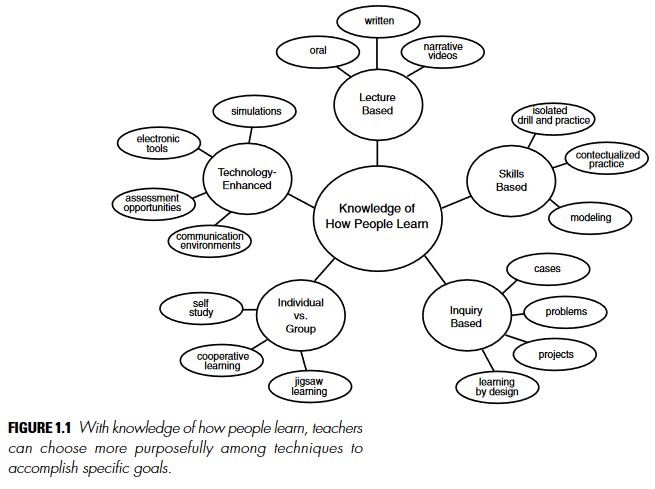 written
oral
narrative
videos
Lecture
Based
simulations
electronic
tools
Technology-
Enhanced
assessment
opportunities
communication
environments
isolated
drill and practice
contectualized
practice
Skills
Based
modeling
Knowledge of
How People Learn
Individual
vs.
Group
self
study
cooperative
learning
jigsaw
learning
Inquiry
Based
cases
problems
projects
learning
by design
FIGURE 1.1 With knowledge of how people learn, teachers
can choose more purposefully among techniques to
accomplish specific goals.